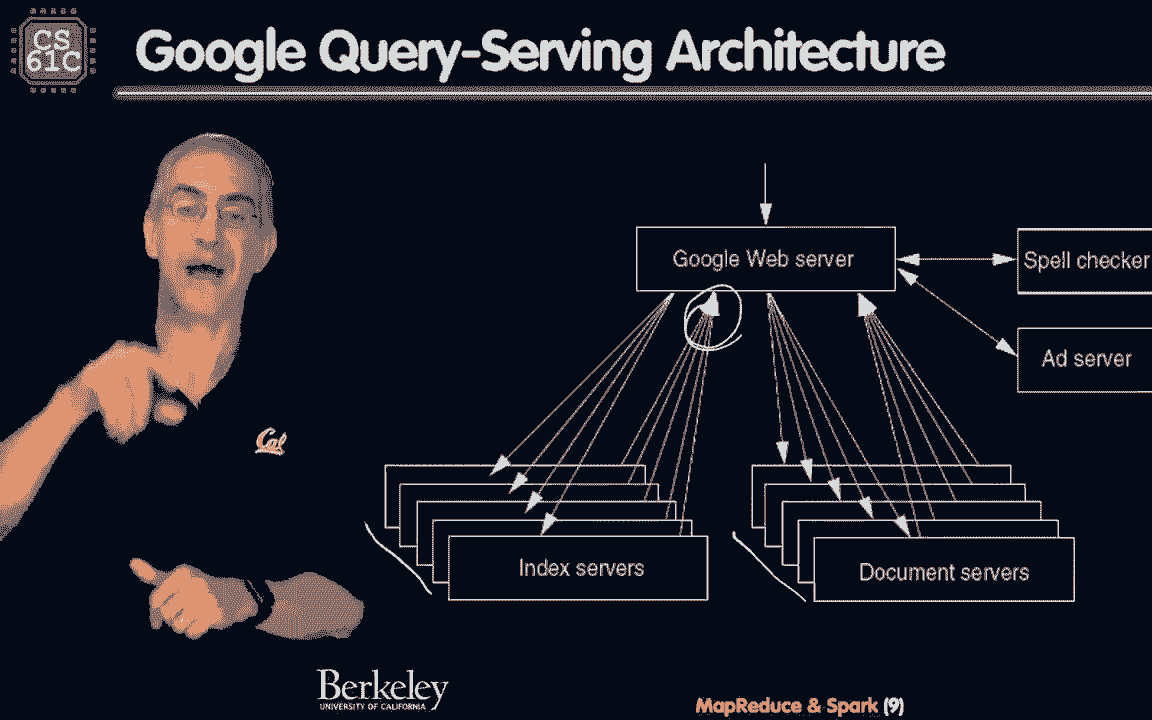 CS
61C
Google Query-Serving Architecture
Google Web server
Spell checker
Ad server
Cal
Index servers
Document servers
Berkeley
UNIVERSITY OF CALIFORNIA
MapReduce & Spark (9)